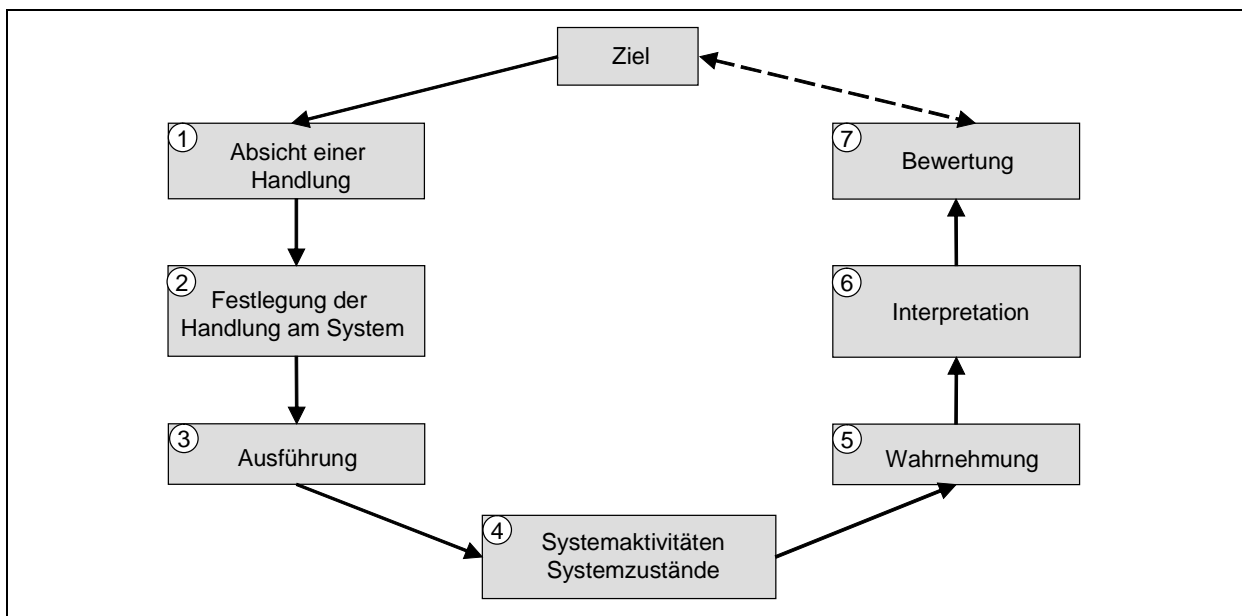 Ziel
1
Absicht einer
Handlung
2
Festlegung der
Handlung am System
3
Ausführung
4
Systemaktivitäten
Systemzustände
5
Wahrnehmung
6
Interpretation
7
Bewertung